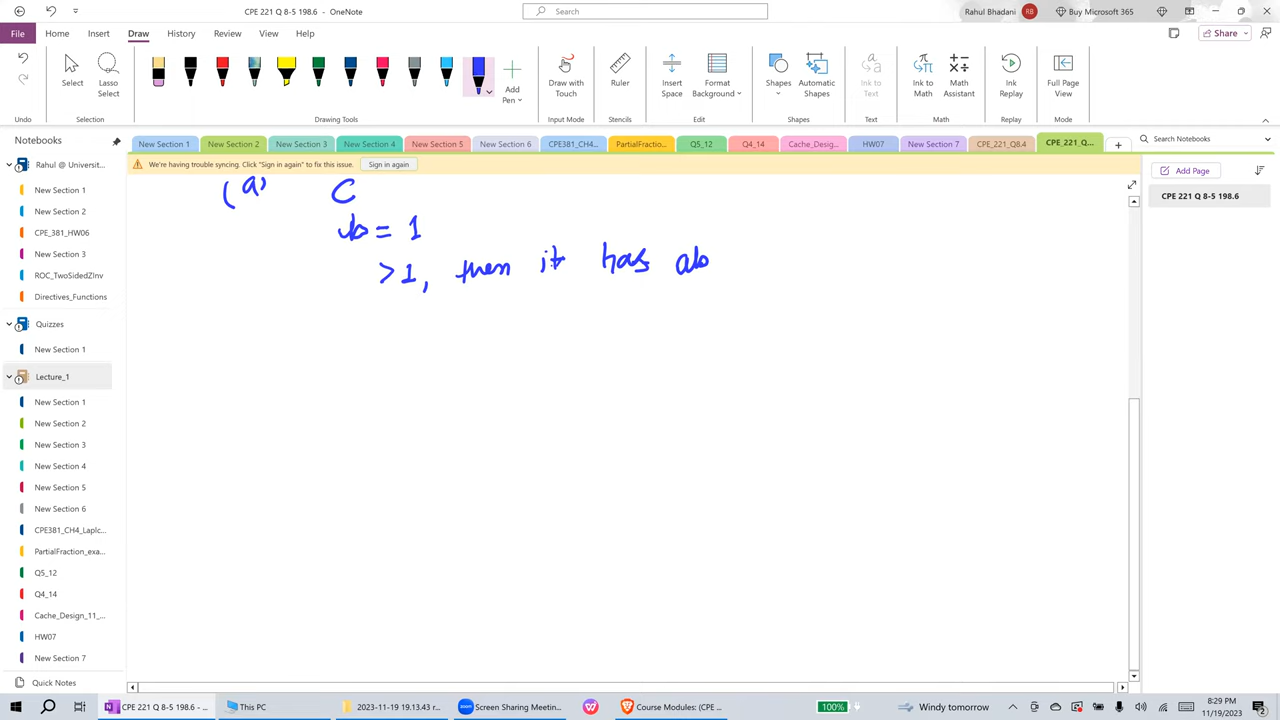 CPE 221 Q 8-5 198.6 - OneNote
Search
Rahul Bhadani RB Buy Microsoft 365
File Home Insert Draw History Review View Help Share
Undo Select Lasso Select Add Pen Draw with Touch Ruler Insert Space Format Background Shapes Automatic Shapes Ink to Text Ink to Math Math Assistant Ink Replay Full Page View
Undo Selection Drawing Tools Input Mode Stencils Edit Shapes Text Math Replay Mode
Notebooks New Section 1 New Section 2 New Section 3 New Section 4 New Section 5 New Section 6 CPE381_CH4... PartialFractio... Q5_12 Q4_14 Cache_Desig... HW07 New Section 7 CPE_221_Q8.4 CPE_221_Q... + Search Notebooks
We're having trouble syncing. Click "Sign in again" to fix this issue. Sign in again
Rahul @ Universit...
New Section 1
New Section 2
CPE_381_HW06
New Section 3
ROC_TwoSidedZInv
Directives_Functions
Quizzes
New Section 1
Lecture_1
New Section 1
New Section 2
New Section 3
New Section 4
New Section 5
New Section 6
CPE381_CH4_Laplc...
PartialFraction_exa...
Q5_12
Q4_14
Cache_Design_11_...
HW07
New Section 7
Quick Notes
(a) C
= 1
>1, then it has
Add Page
CPE 221 Q 8-5 198.6
CPE 221 Q 8-5 198.6 - ... This PC 2023-11-19 19.13.43 r... Screen Sharing Meetin... Course Modules: (CPE ... 100% Windy tomorrow 8:29 PM
11/19/2023